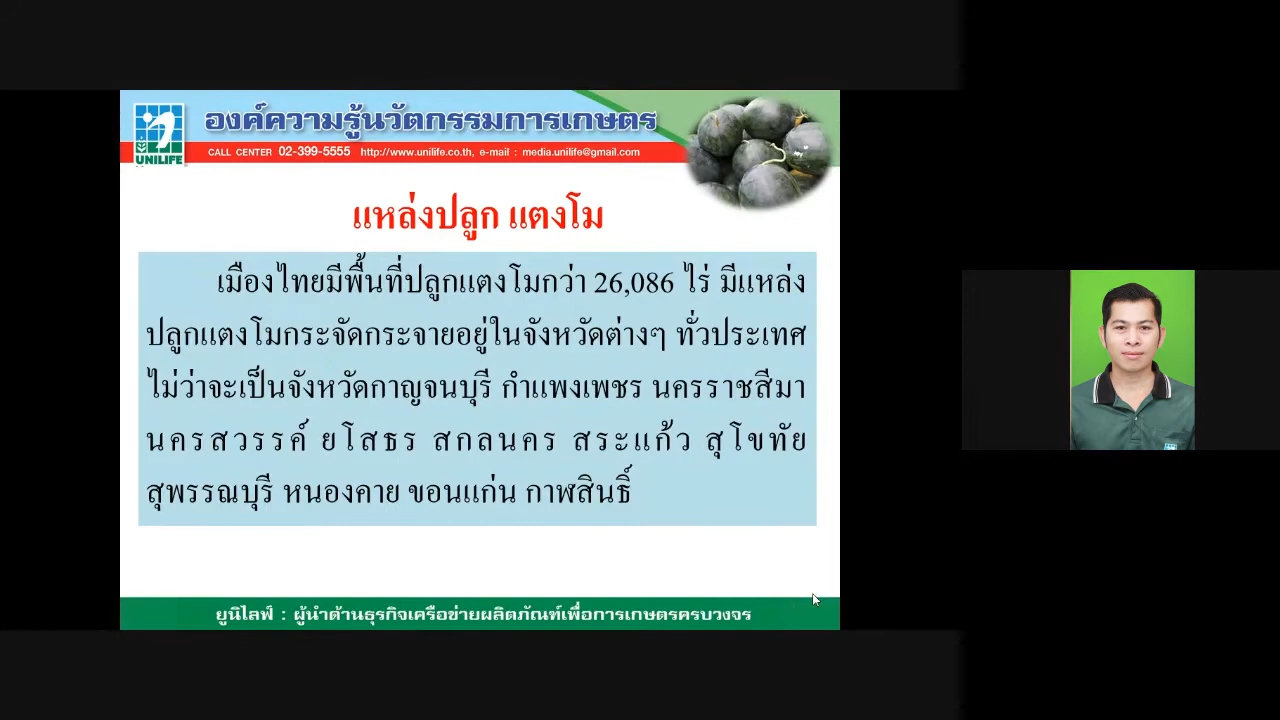 องค์ความรู้นวัตกรรมการเกษตร
UNILIFE
CALL CENTER 02-399-5555 http://www.unilife.co.th, e-mail : media.unilife@gmail.com
แหล่งปลูก แตงโม
เมืองไทยมีพื้นที่ปลูกแตงโมกว่า 26,086 ไร่ มีแหล่ง
ปลูกแตงโมกระจัดกระจายอยู่ในจังหวัดต่างๆ ทั่วประเทศ
ไม่ว่าจะเป็นจังหวัดกาญจนบุรี กำแพงเพชร นครราชสีมา
นครสวรรค์ ยโสธร สกลนคร สระแก้ว สุโขทัย
สุพรรณบุรี หนองคาย ขอนแก่น กาฬสินธิ์
ยูนิไลฟ์ : ผู้นำด้านธุรกิจเครือข่ายผลิตภัณฑ์เพื่อการเกษตรครบวงจร